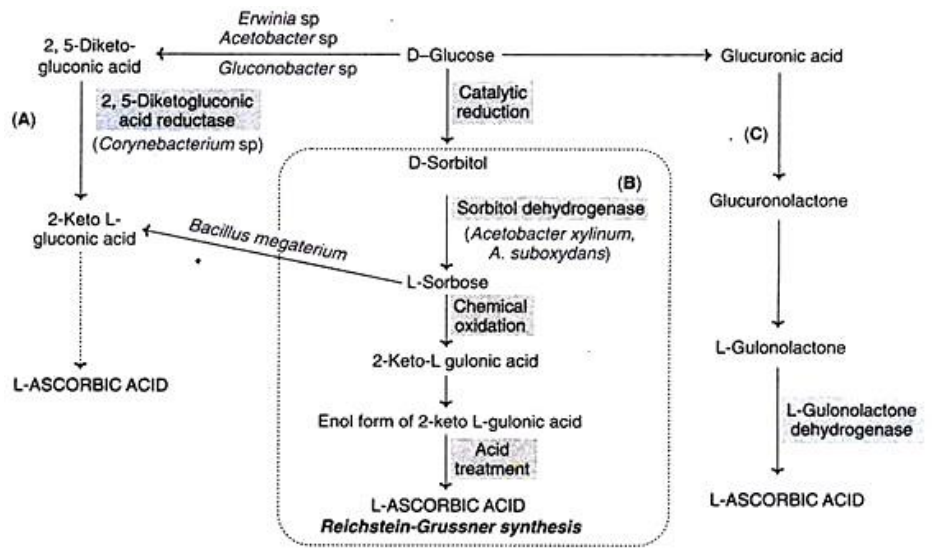 Erwinia sp
Acetobacter sp
Gluconobacter sp
2, 5-Diketo-
gluconic acid
D–Glucose
Glucuronic acid
(A)
2, 5-Diketogluconic
acid reductase
(Corynebacterium sp)
Catalytic
reduction
(C)
D-Sorbitol
(B)
Sorbitol dehydrogenase
(Acetobacter xylinum,
A. suboxydans)
Glucuronolactone
2-Keto L-
gluconic acid
Bacillus megaterium
L-Sorbose
Chemical
oxidation
2-Keto-L gulonic acid
L-Gulonolactone
L-ASCORBIC ACID
Enol form of 2-keto L-gulonic acid
L-Gulonolactone
dehydrogenase
Acid
treatment
L-ASCORBIC ACID
Reichstein-Grussner synthesis
L-ASCORBIC ACID